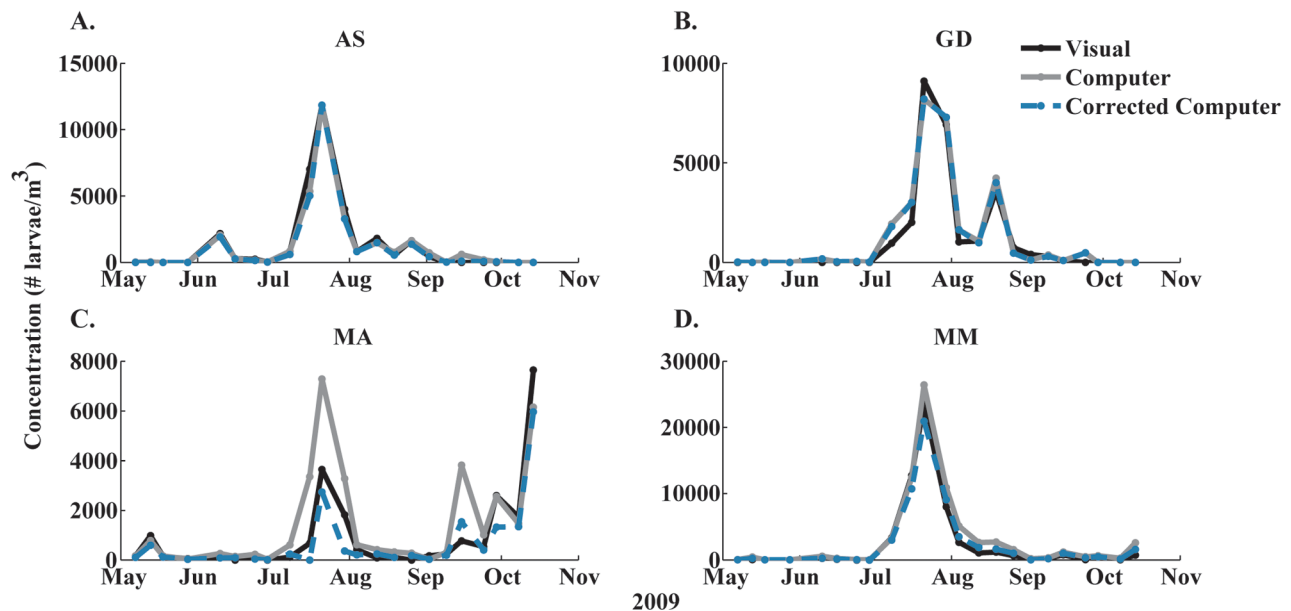 A.
AS
15000
10000
5000
0
May Jun Jul Aug Sep Oct Nov
B.
GD
10000
5000
0
May Jun Jul Aug Sep Oct Nov
Visual
Computer
Corrected Computer
Concentration (# larvae/m³)
C.
MA
8000
6000
4000
2000
0
May Jun Jul Aug Sep Oct Nov
D.
MM
30000
20000
10000
0
May Jun Jul Aug Sep Oct Nov
2009